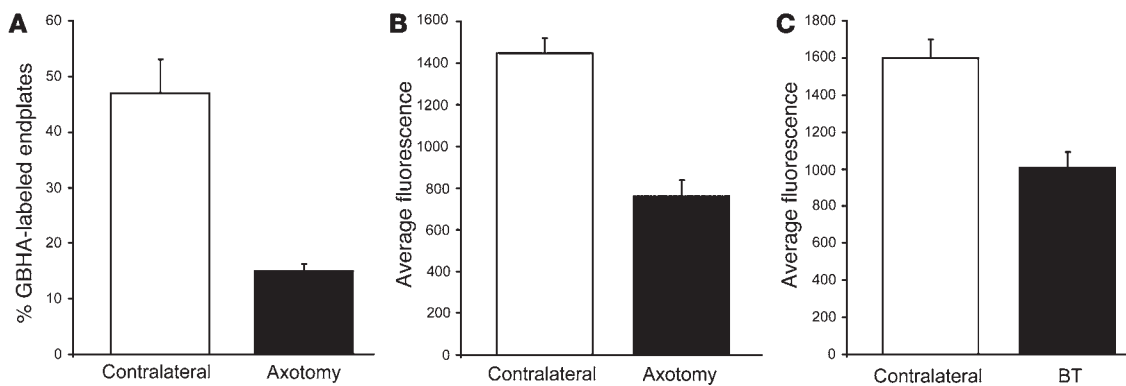 A
% GBHA-labeled endplates
60
50
40
30
20
10
0
Contralateral
Axotomy
B
Average fluorescence
1600
1400
1200
1000
800
600
400
200
0
Contralateral
Axotomy
C
Average fluorescence
1800
1600
1400
1200
1000
800
600
400
200
0
Contralateral
BT